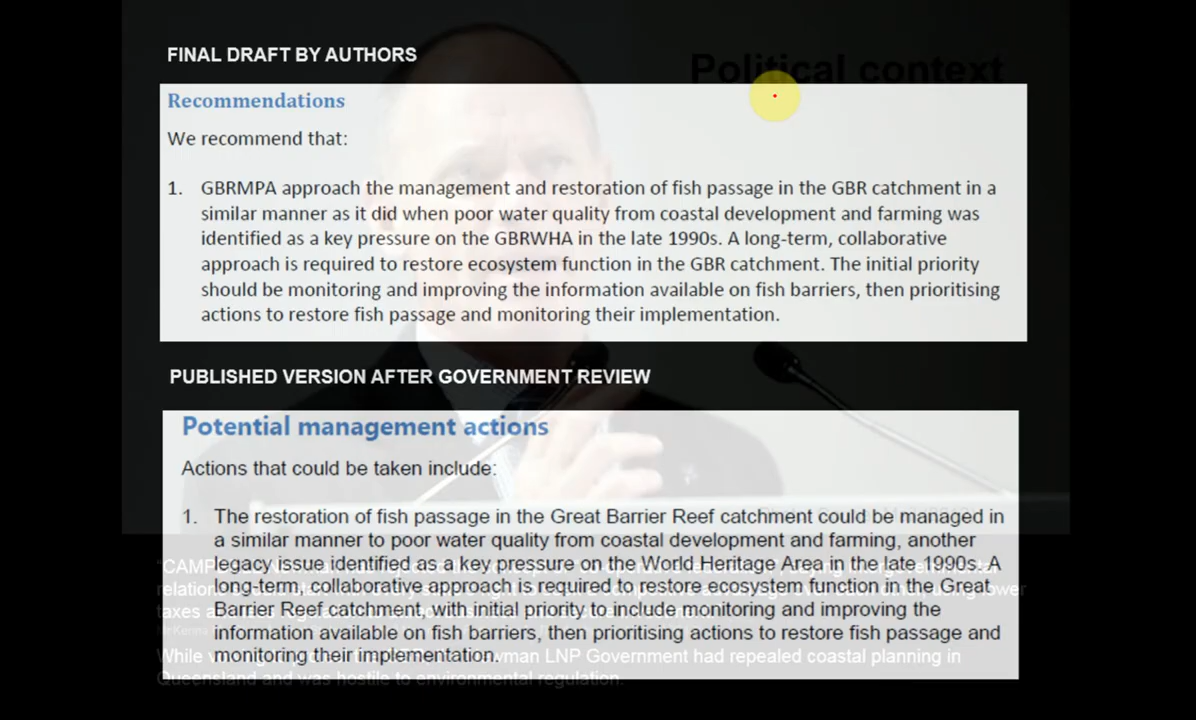 FINAL DRAFT BY AUTHORS
Political context
Recommendations
We recommend that:
1. GBRMPA approach the management and restoration of fish passage in the GBR catchment in a
similar manner as it did when poor water quality from coastal development and farming was
identified as a key pressure on the GBRWHA in the late 1990s. A long-term, collaborative
approach is required to restore ecosystem function in the GBR catchment. The initial priority
should be monitoring and improving the information available on fish barriers, then prioritising
actions to restore fish passage and monitoring their implementation.
PUBLISHED VERSION AFTER GOVERNMENT REVIEW
Potential management actions
Actions that could be taken include:
1. The restoration of fish passage in the Great Barrier Reef catchment could be managed in
a similar manner to poor water quality from coastal development and farming, another
legacy issue identified as a key pressure on the World Heritage Area in the late 1990s. A
long-term, collaborative approach is required to restore ecosystem function in the Great
Barrier Reef catchment, with initial priority to include monitoring and improving the
information available on fish barriers, then prioritising actions to restore fish passage and
monitoring their implementation.
While LNP Government had repealed coastal planning in
Queensland and was hostile to environmental regulation.